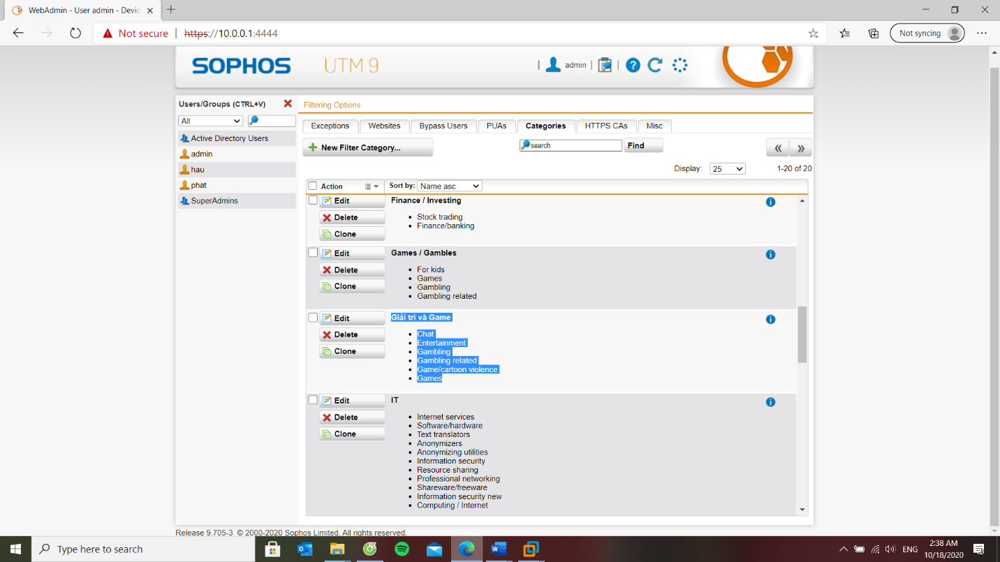 WebAdmin - User admin - Devic
Not secure | https://10.0.0.1:4444
Not syncing
SOPHOS UTM 9
| admin | |
Users/Groups (CTRL+V)
All
Active Directory Users
admin
hau
phat
SuperAdmins
Filtering Options
Exceptions Websites Bypass Users PUAs Categories HTTPS CAs Misc
New Filter Category... search Find « »
Display: 25 1-20 of 20
Action Sort by: Name asc
Edit Finance / Investing
Delete • Stock trading
• Finance/banking
Clone
Edit Games / Gambles
Delete • For kids
• Games
Clone • Gambling
• Gambling related
Edit Giải trí và Game
Delete • Chat
• Entertainment
Clone • Gambling
• Gambling related
• Game/cartoon violence
• Games
Edit IT
Delete • Internet services
• Software/hardware
Clone • Text translators
• Anonymizers
• Anonymizing utilities
• Information security
• Resource sharing
• Professional networking
• Shareware/freeware
• Information security new
• Computing / Internet
Release 9.705-3 © 2000-2020 Sophos Limited. All rights reserved.
Type here to search
ENG
2:38 AM
10/18/2020